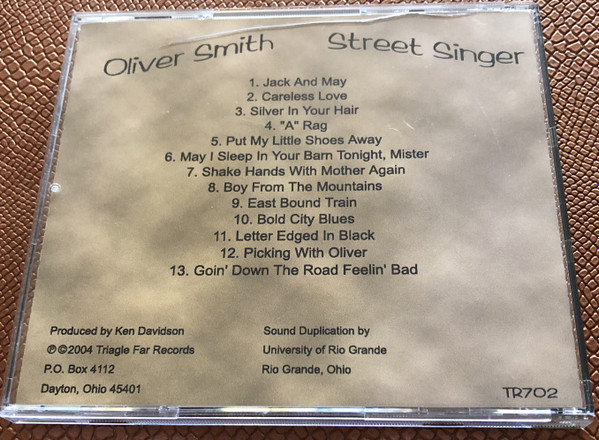 Oliver Smith Street Singer
1. Jack And May
2. Careless Love
3. Silver In Your Hair
4. "A" Rag
5. Put My Little Shoes Away
6. May I Sleep In Your Barn Tonight, Mister
7. Shake Hands With Mother Again
8. Boy From The Mountains
9. East Bound Train
10. Bold City Blues
11. Letter Edged In Black
12. Picking With Oliver
13. Goin' Down The Road Feelin' Bad
Produced by Ken Davidson
℗©2004 Triagle Far Records
P.O. Box 4112
Dayton, Ohio 45401
Sound Duplication by
University of Rio Grande
Rio Grande, Ohio
TR702